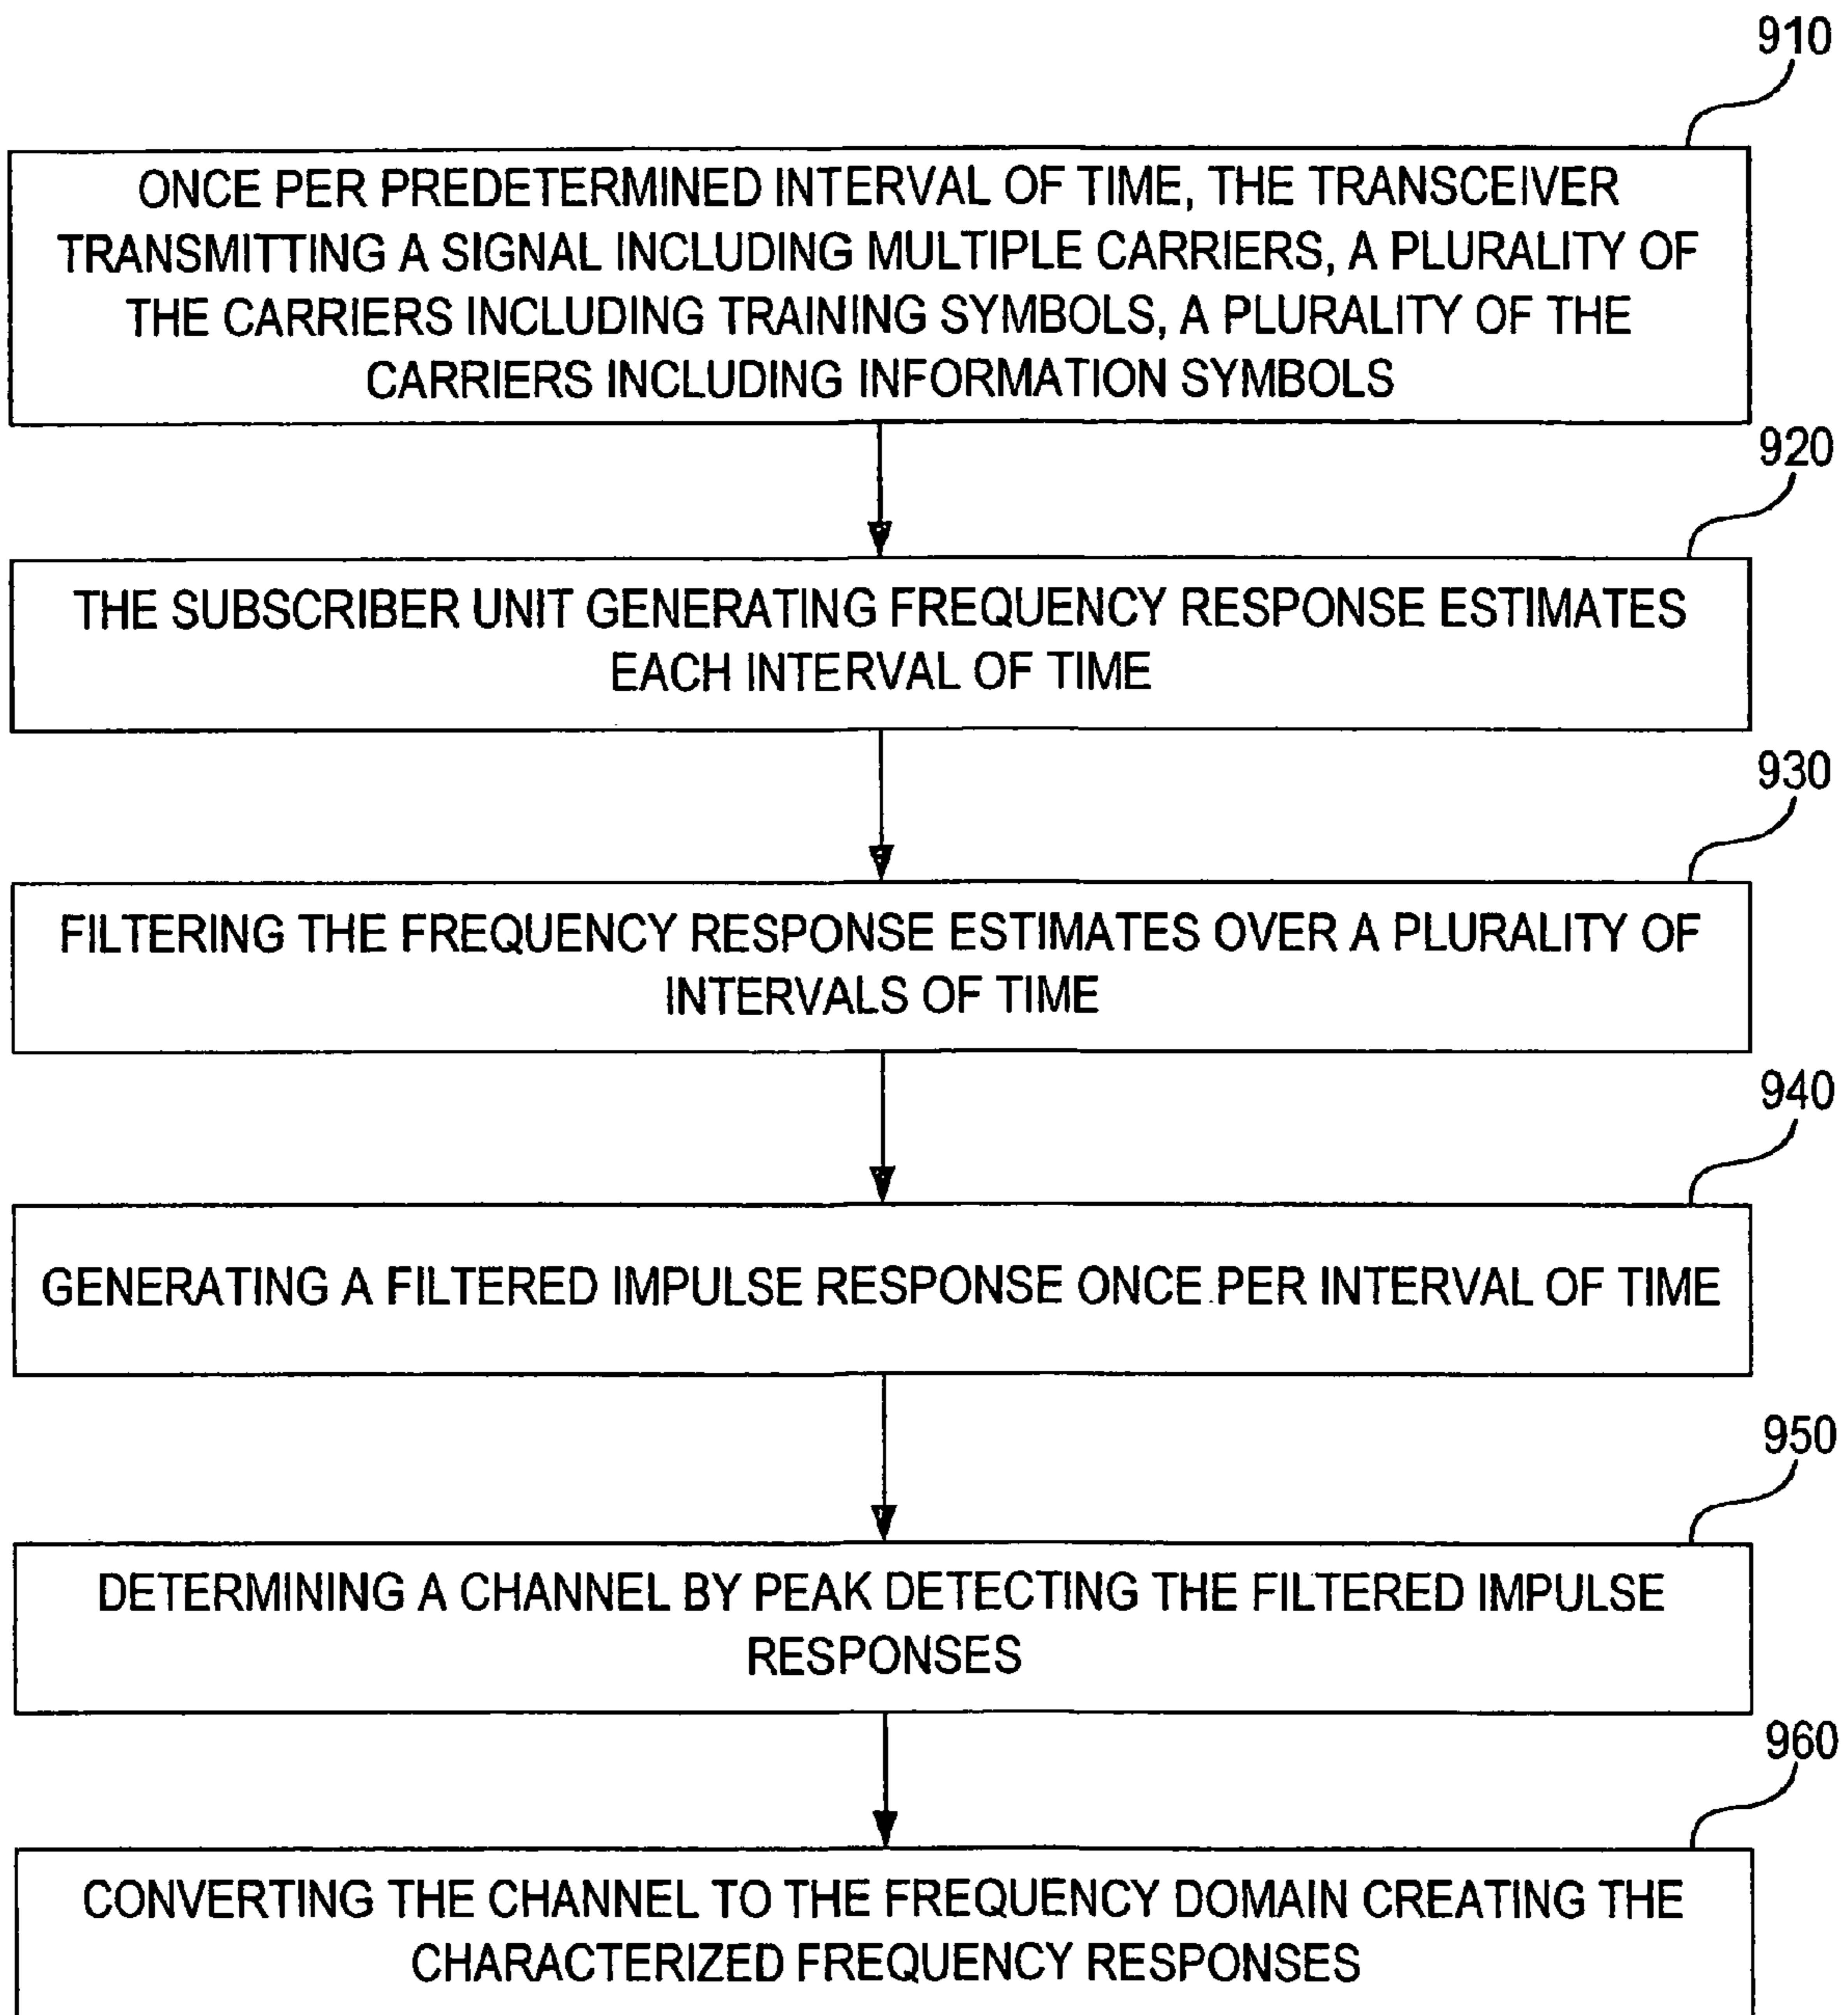 910
ONCE PER PREDETERMINED INTERVAL OF TIME, THE TRANSCEIVER
TRANSMITTING A SIGNAL INCLUDING MULTIPLE CARRIERS, A PLURALITY OF
THE CARRIERS INCLUDING TRAINING SYMBOLS, A PLURALITY OF THE
CARRIERS INCLUDING INFORMATION SYMBOLS
920
THE SUBSCRIBER UNIT GENERATING FREQUENCY RESPONSE ESTIMATES
EACH INTERVAL OF TIME
930
FILTERING THE FREQUENCY RESPONSE ESTIMATES OVER A PLURALITY OF
INTERVALS OF TIME
940
GENERATING A FILTERED IMPULSE RESPONSE ONCE PER INTERVAL OF TIME
950
DETERMINING A CHANNEL BY PEAK DETECTING THE FILTERED IMPULSE
RESPONSES
960
CONVERTING THE CHANNEL TO THE FREQUENCY DOMAIN CREATING THE
CHARACTERIZED FREQUENCY RESPONSES